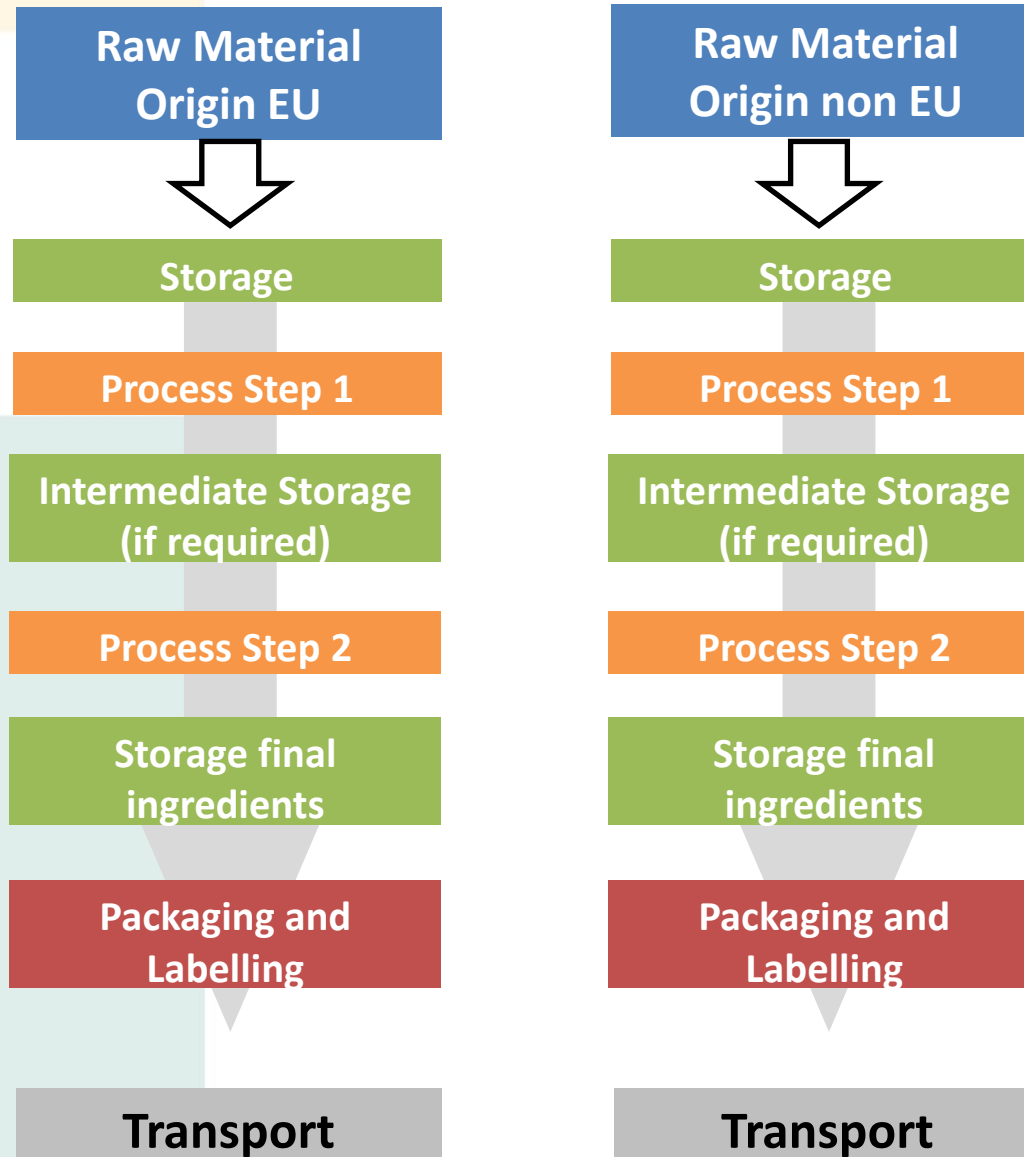 Raw Material
Origin EU
Storage
Process Step 1
Intermediate Storage
(if required)
Process Step 2
Storage final
ingredients
Packaging and
Labelling
Transport
Raw Material
Origin non EU
Storage
Process Step 1
Intermediate Storage
(if required)
Process Step 2
Storage final
ingredients
Packaging and
Labelling
Transport